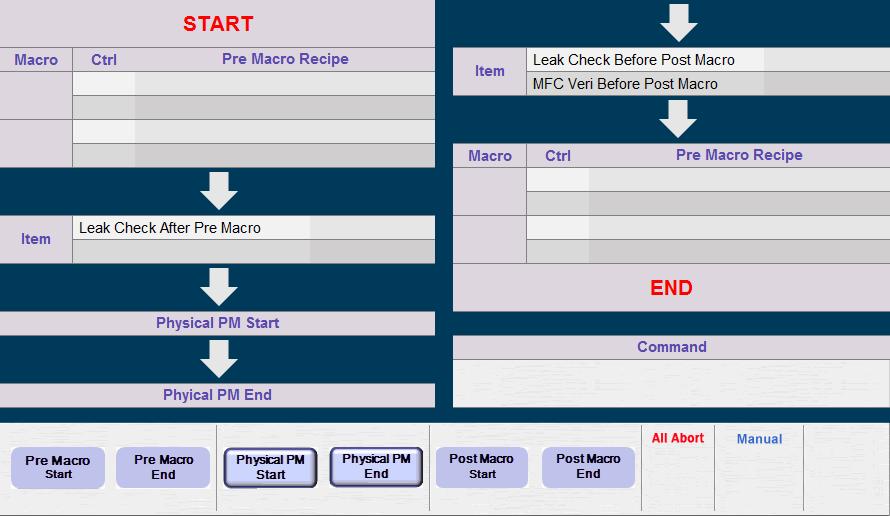 START
Macro Ctrl Pre Macro Recipe
Item Leak Check After Pre Macro
Physical PM Start
Phyical PM End
Item Leak Check Before Post Macro
MFC Veri Before Post Macro
Macro Ctrl Pre Macro Recipe
END
Command
Pre Macro
Start
Pre Macro
End
Physical PM
Start
Physical PM
End
Post Macro
Start
Post Macro
End
All Abort
Manual